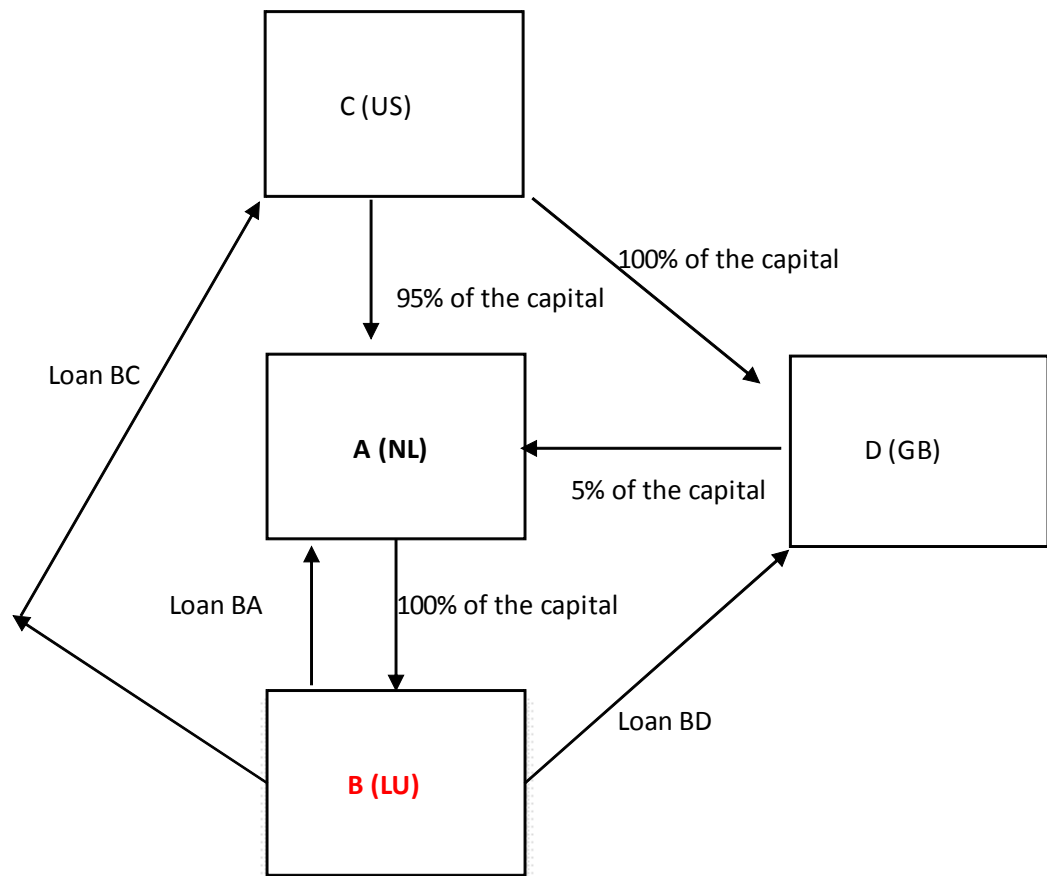 C (US)
100% of the capital
95% of the capital
Loan BC
A (NL)
D (GB)
5% of the capital
Loan BA
100% of the capital
Loan BD
B (LU)